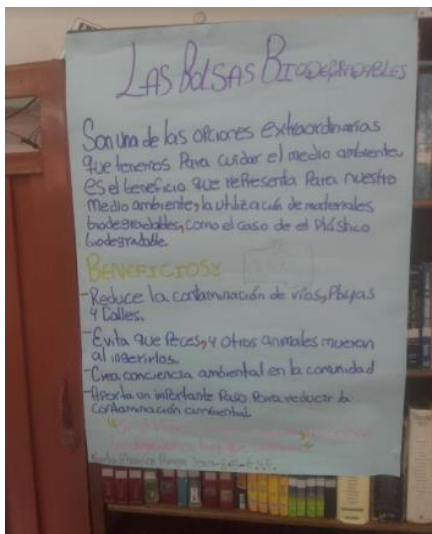 LAS BOLSAS BIODEGRADABLES
Son una de las opciones extraordinarias
que tenemos Para cuidar el medio ambiente,
es el beneficio que rePresenta Para nuestro
medio ambiente, la utilización de materiales
biodegradables, como el caso de el Plástico
biodegradable.
BENEFICIOS:
-Reduce la contaminación de ríos, Playas
y Calles.
-Evita que Peces, y otros animales mueran
al ingerirlos.
-Crea conciencia ambiental en la comunidad
-APorta un imPortante Paso Para reducir la
contaminación ambiental.